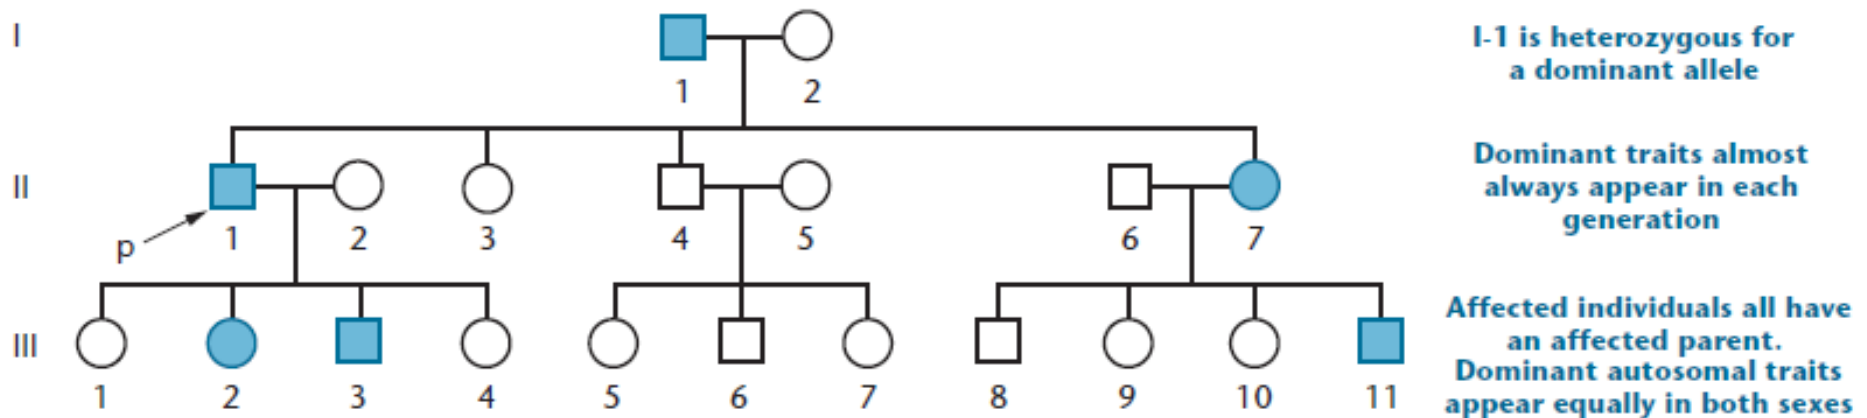 I
1 2
I-1 is heterozygous for
a dominant allele
II
p
1 2 3 4 5 6 7
Dominant traits almost
always appear in each
generation
III
1 2 3 4 5 6 7 8 9 10 11
Affected individuals all have
an affected parent.
Dominant autosomal traits
appear equally in both sexes